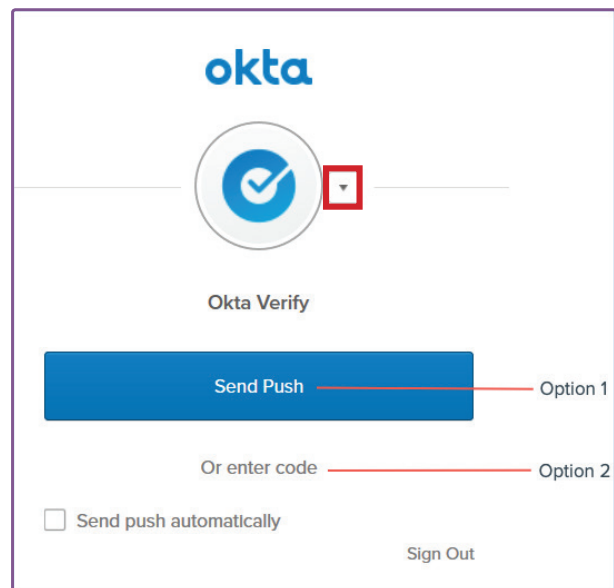 okta
Okta Verify
Send Push
Option 1
Or enter code
Option 2
Send push automatically
Sign Out